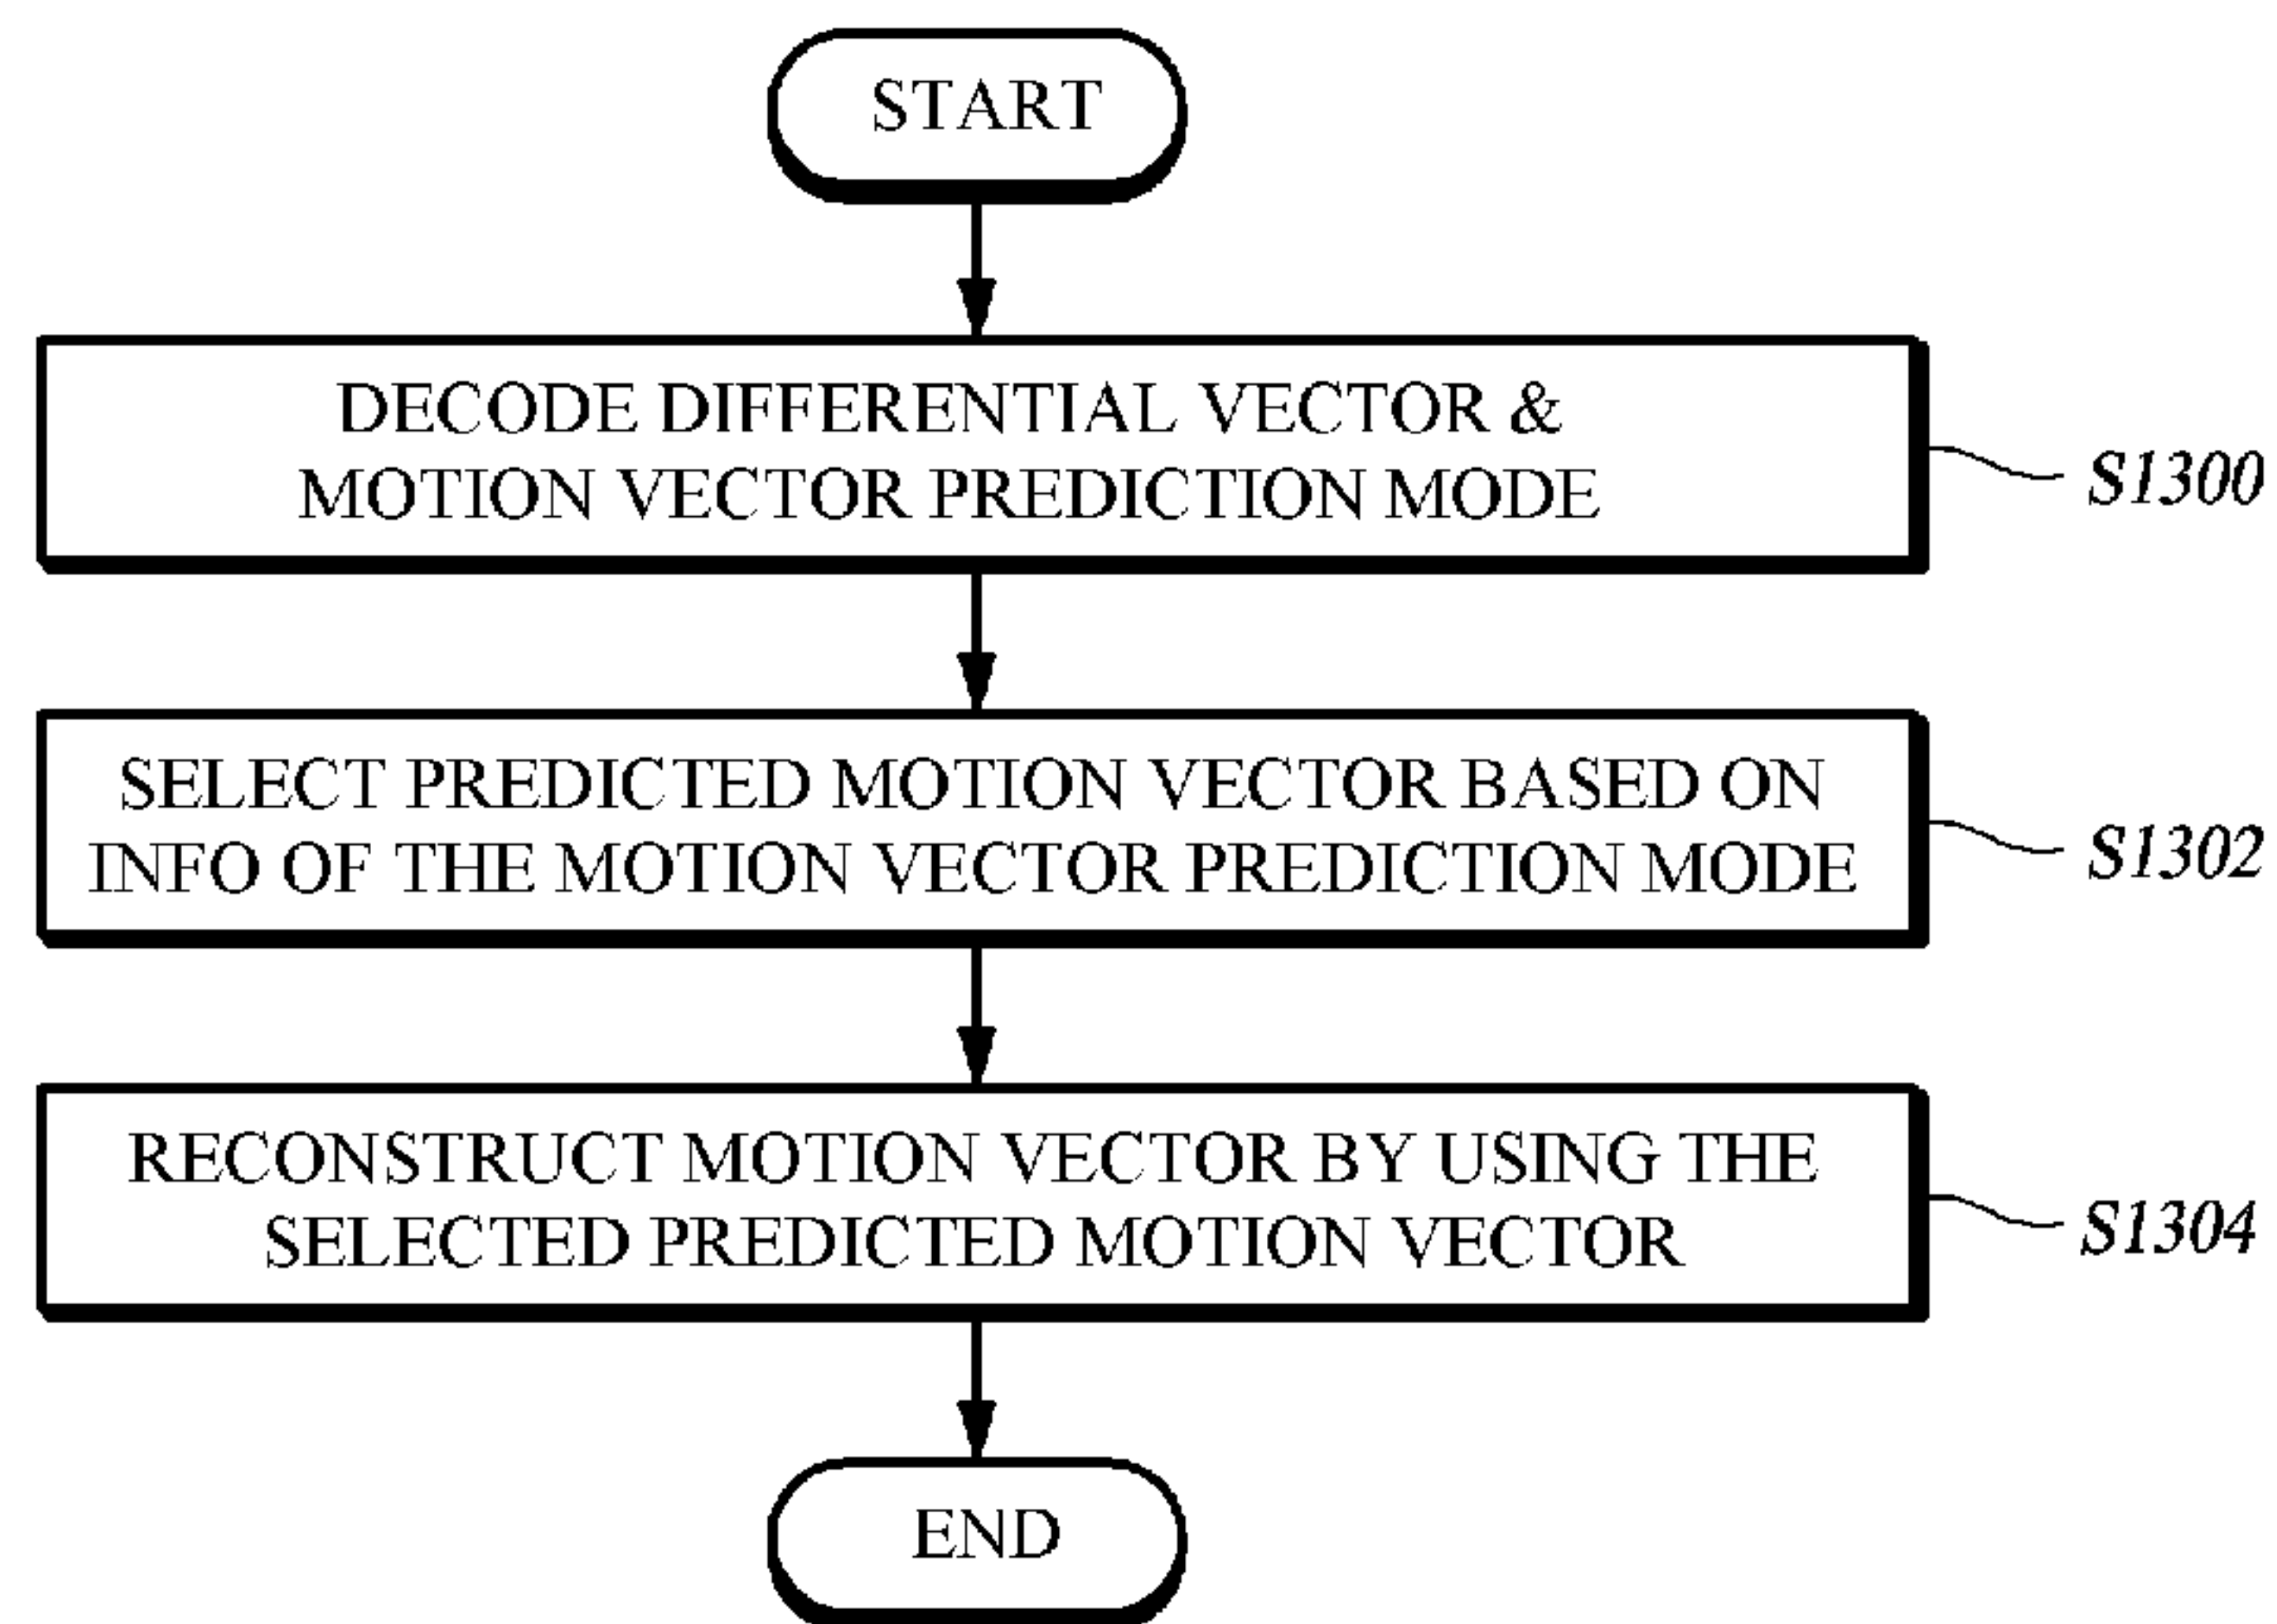 START
DECODE DIFFERENTIAL VECTOR &
MOTION VECTOR PREDICTION MODE
S1300
SELECT PREDICTED MOTION VECTOR BASED ON
INFO OF THE MOTION VECTOR PREDICTION MODE
S1302
RECONSTRUCT MOTION VECTOR BY USING THE
SELECTED PREDICTED MOTION VECTOR
S1304
END